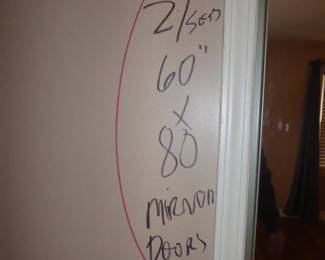 2/SETS
60"
X
80
MIRROR
DOORS